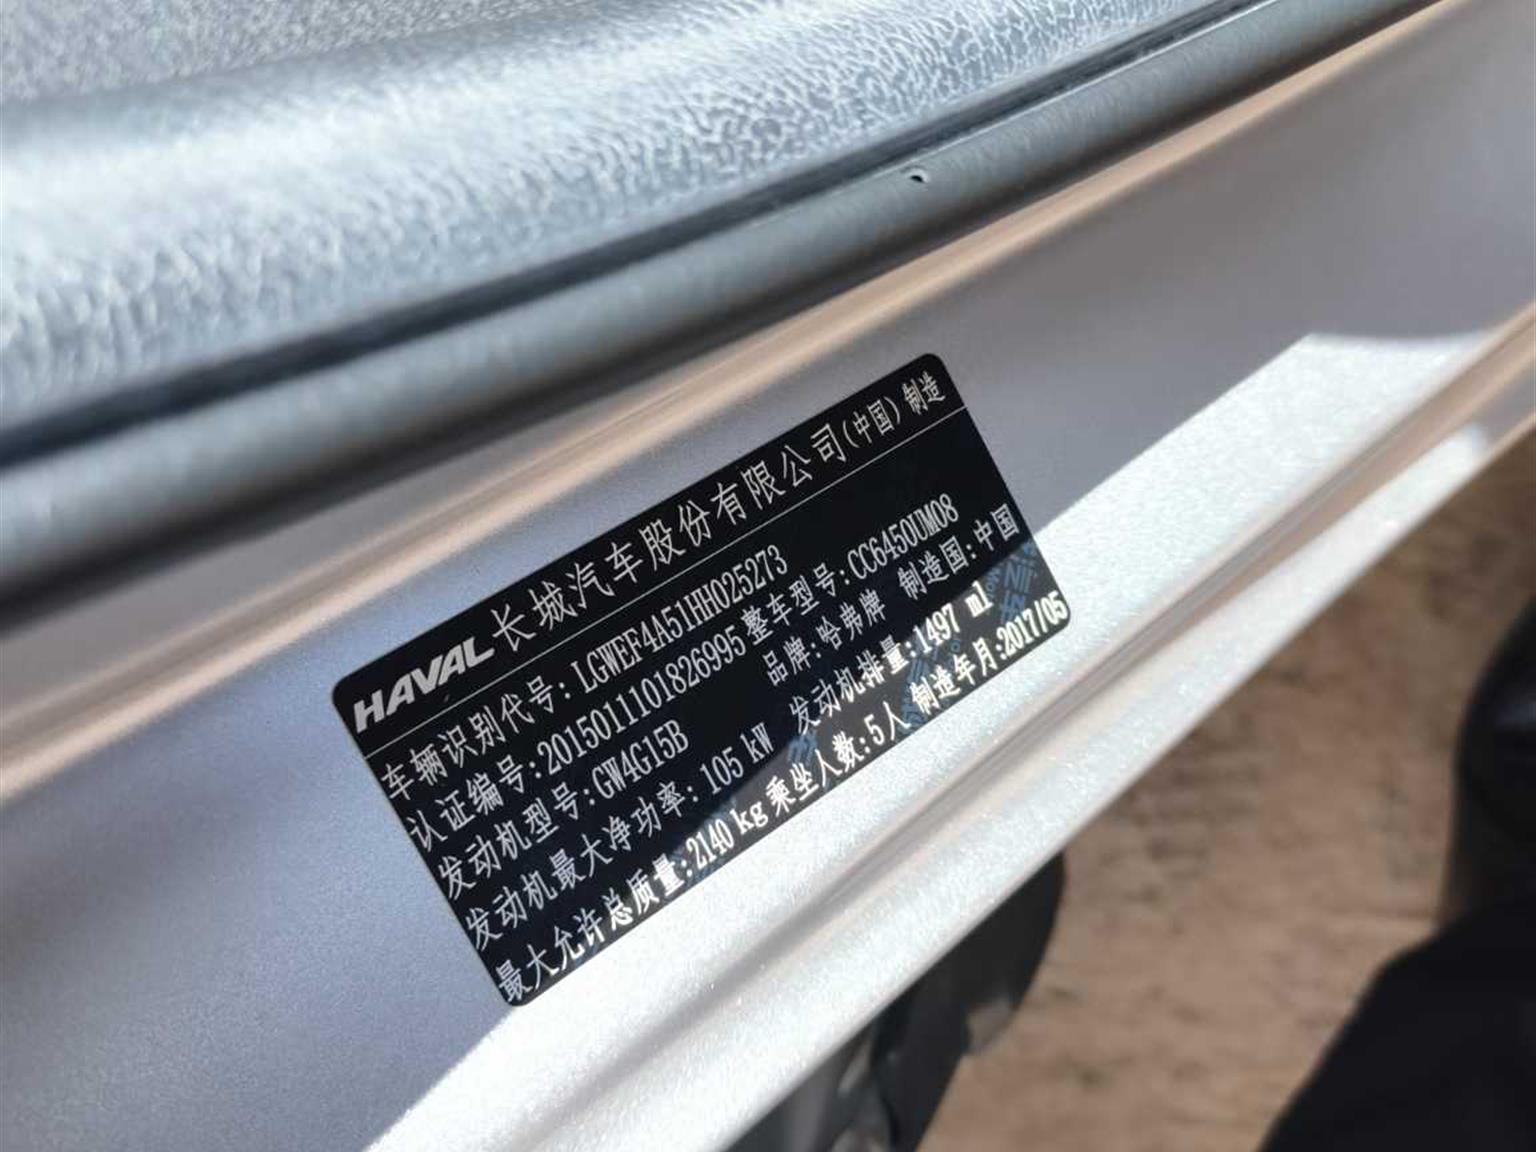 HAVAL 长城汽车股份有限公司(中国)制造
车辆识别代号: LGWEF4A51HH025273
认证编号:2015011101826995 整车型号: CC6450UM08
发动机型号: GW4G15B 品牌: 哈弗牌 制造国:中国
发动机最大净功率: 105 kW 发动机排量:1497 ml
最大允许总质量:2140 kg 乘坐人数:5人 制造年月:2017/05